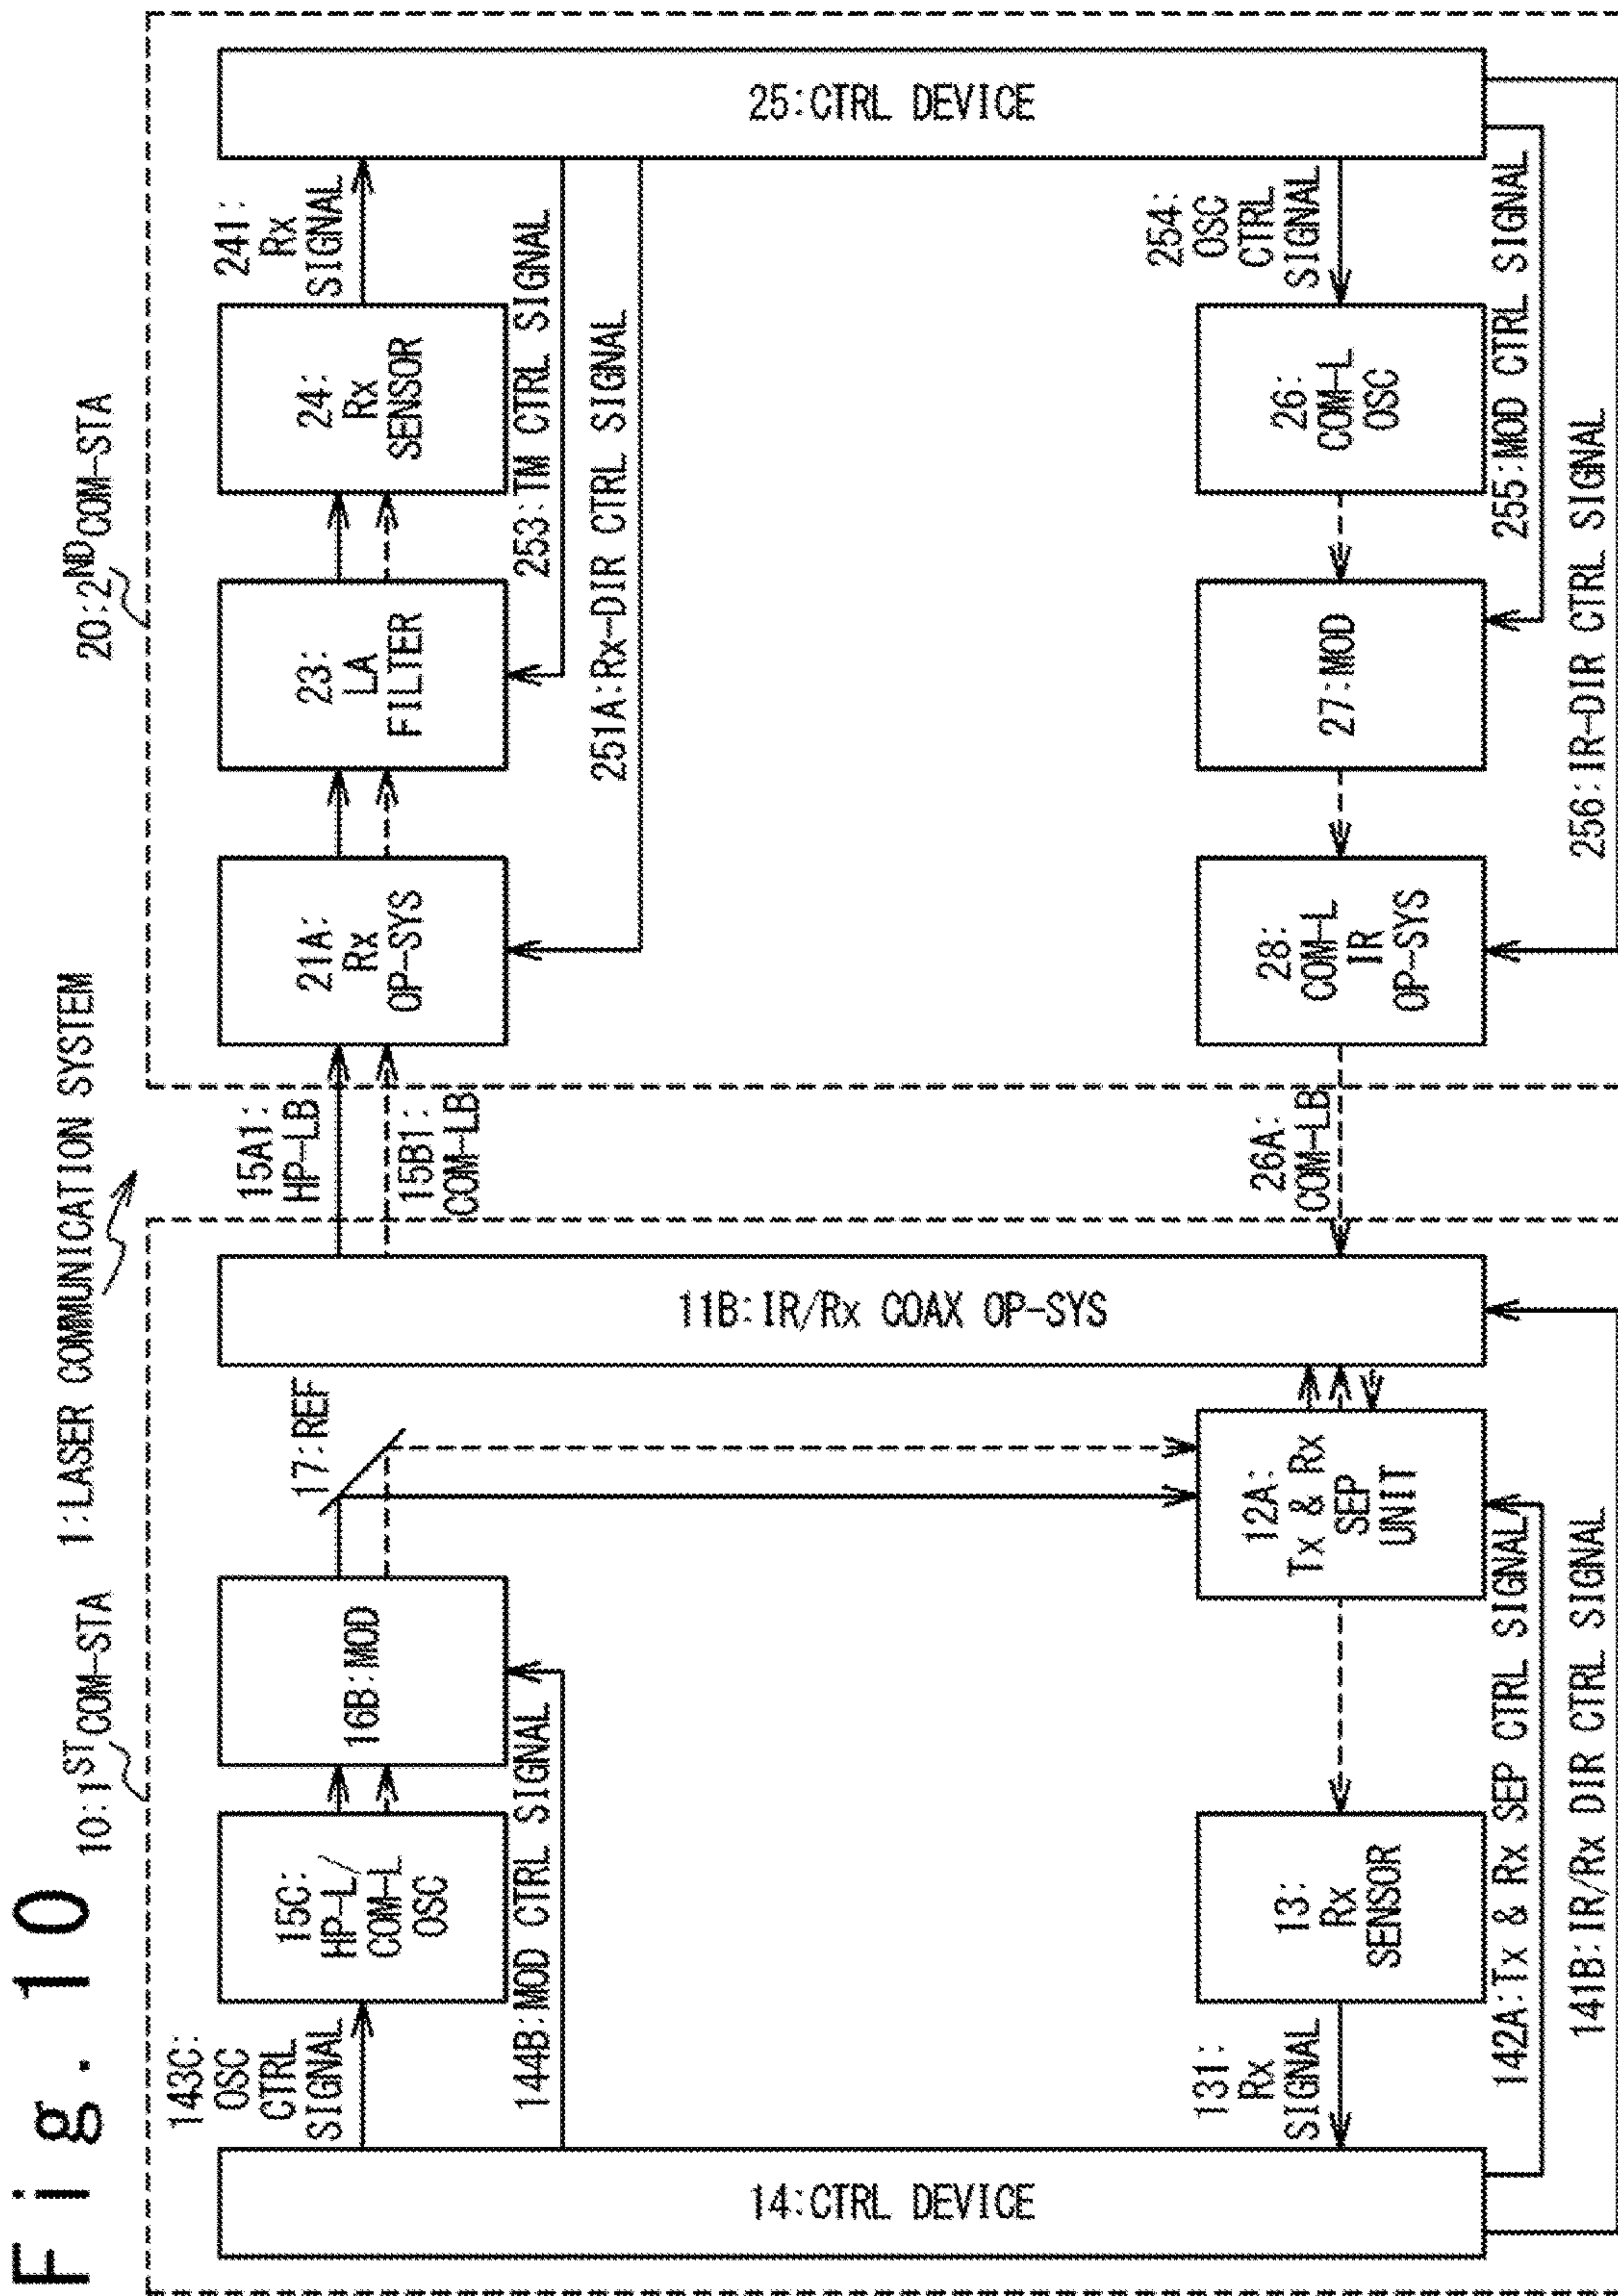 Fig. 10
1:LASER COMMUNICATION SYSTEM
10:1ST COM-STA
20:2ND COM-STA
14:CTRL DEVICE
143C:
OSC
CTRL
SIGNAL
15C:
HP-L/
COM-L
OSC
144B:MOD CTRL SIGNAL
16B:MOD
17:REF
11B:IR/Rx COAX OP-SYS
12A:
Tx & Rx
SEP
UNIT
13:
Rx
SENSOR
131:
Rx
SIGNAL
142A:Tx & Rx SEP CTRL SIGNAL
141B:IR/Rx DIR CTRL SIGNAL
15A1:
HP-LB
15B1:
COM-LB
26A:
COM-LB
21A:
Rx
OP-SYS
23:
LA
FILTER
24:
Rx
SENSOR
241:
Rx
SIGNAL
253:TM CTRL SIGNAL
251A:Rx-DIR CTRL SIGNAL
25:CTRL DEVICE
254:
OSC
CTRL
SIGNAL
26:
COM-L
OSC
27:MOD
28:
COM-L
IR
OP-SYS
255:MOD CTRL SIGNAL
256:IR-DIR CTRL SIGNAL